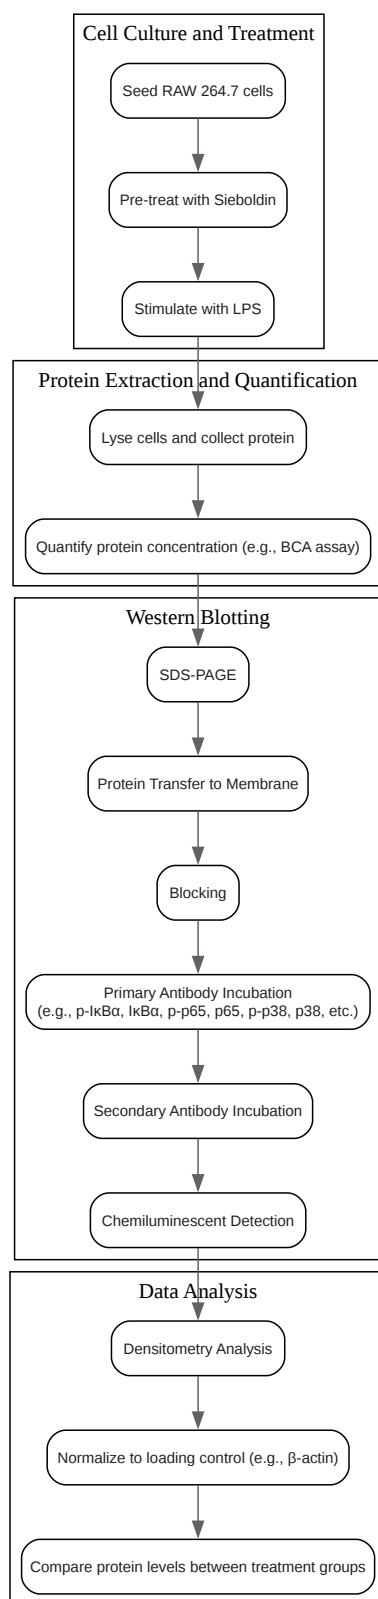 Cell Culture and Treatment
Seed RAW 264.7 cells
Pre-treat with Sieboldin
Stimulate with LPS
Protein Extraction and Quantification
Lyse cells and collect protein
Quantify protein concentration (e.g., BCA assay)
Western Blotting
SDS-PAGE
Protein Transfer to Membrane
Blocking
Primary Antibody Incubation
(e.g., p-IκBα, IκBα, p-p65, p65, p-p38, p38, etc.)
Secondary Antibody Incubation
Chemiluminescent Detection
Data Analysis
Densitometry Analysis
Normalize to loading control (e.g., β-actin)
Compare protein levels between treatment groups